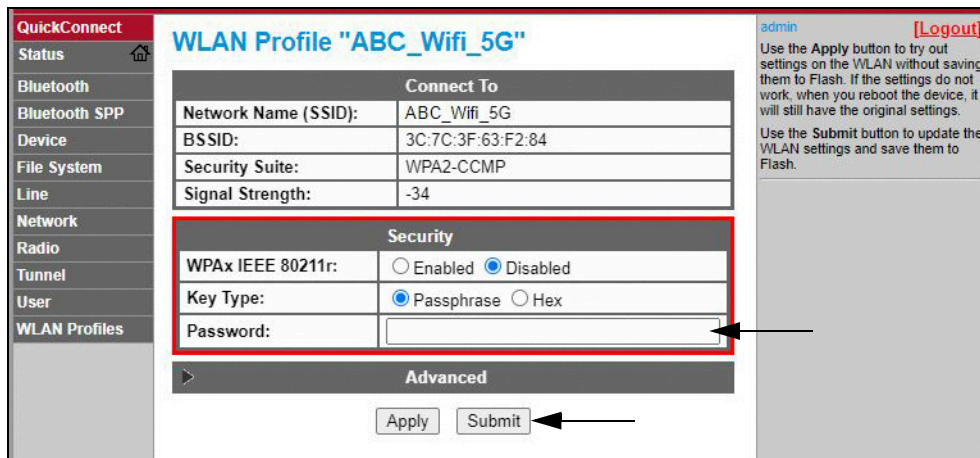 QuickConnect
Status
Bluetooth
Bluetooth SPP
Device
File System
Line
Network
Radio
Tunnel
User
WLAN Profiles
WLAN Profile "ABC_Wifi_5G"
Connect To
Network Name (SSID): ABC_Wifi_5G
BSSID: 3C:7C:3F:63:F2:84
Security Suite: WPA2-CCMP
Signal Strength: -34
Security
WPAx IEEE 80211r: Enabled Disabled
Key Type: Passphrase Hex
Password:
Advanced
Apply Submit
admin [Logout]
Use the Apply button to try out
settings on the WLAN without saving
them to Flash. If the settings do not
work, when you reboot the device, it
will still have the original settings.
Use the Submit button to update the
WLAN settings and save them to
Flash.